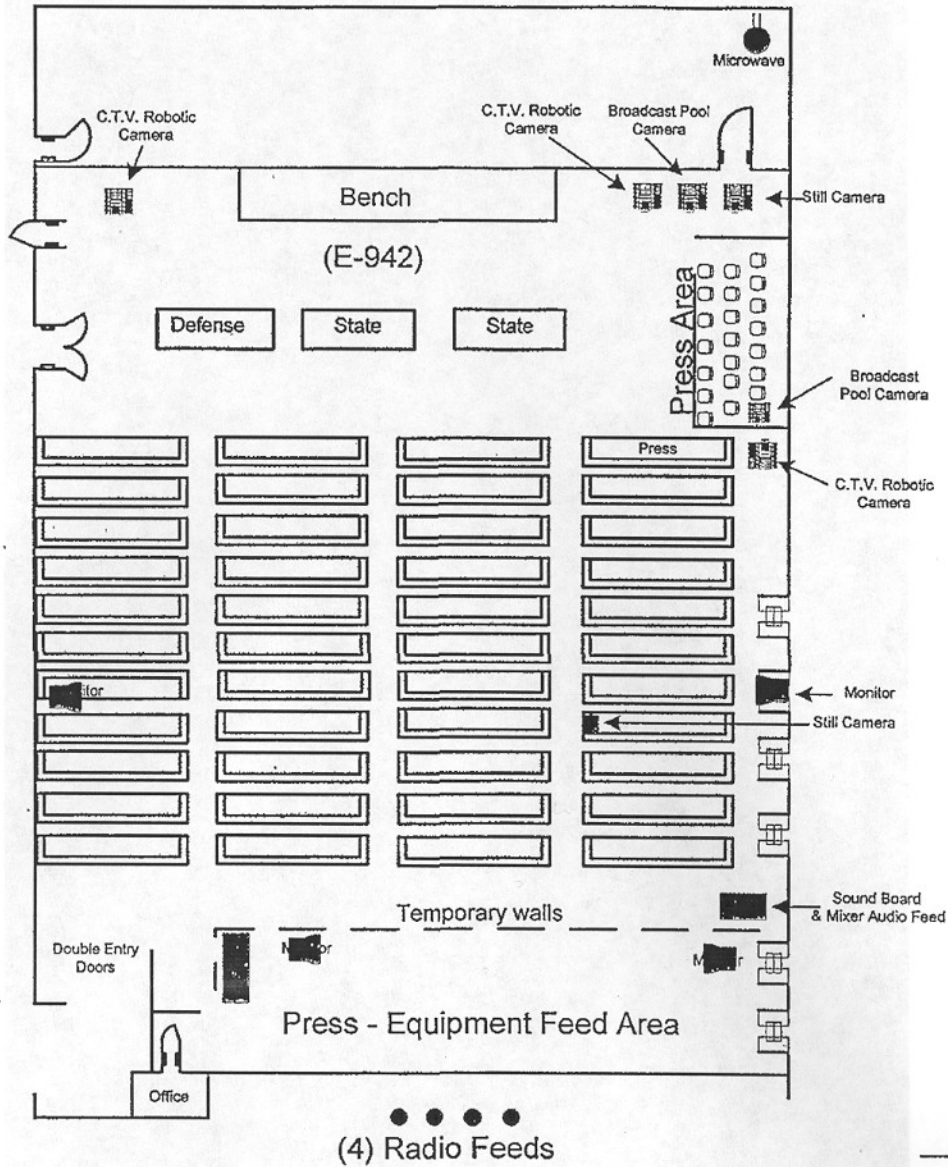 Microwave
C.T.V. Robotic
Camera
C.T.V. Robotic
Camera
Broadcast Pool
Camera
Bench
Still Camera
(E-942)
Defense
State
State
Press Area
Broadcast
Pool Camera
Press
C.T.V. Robotic
Camera
Monitor
Still Camera
Sound Board
& Mixer Audio Feed
Temporary walls
Double Entry
Doors
Press - Equipment Feed Area
Office
(4) Radio Feeds